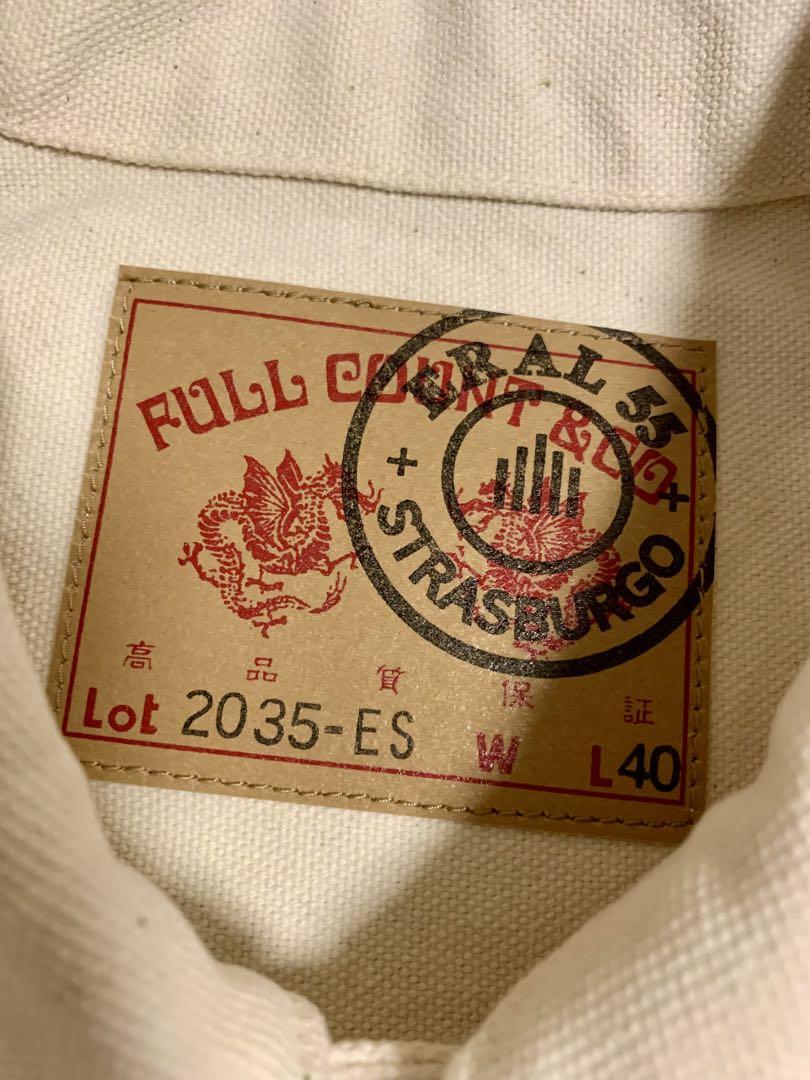 FULL COUNT & CO
ERAL 55
+ +
STRASBURGO
高品質保証
Lot 2035-ES W L40